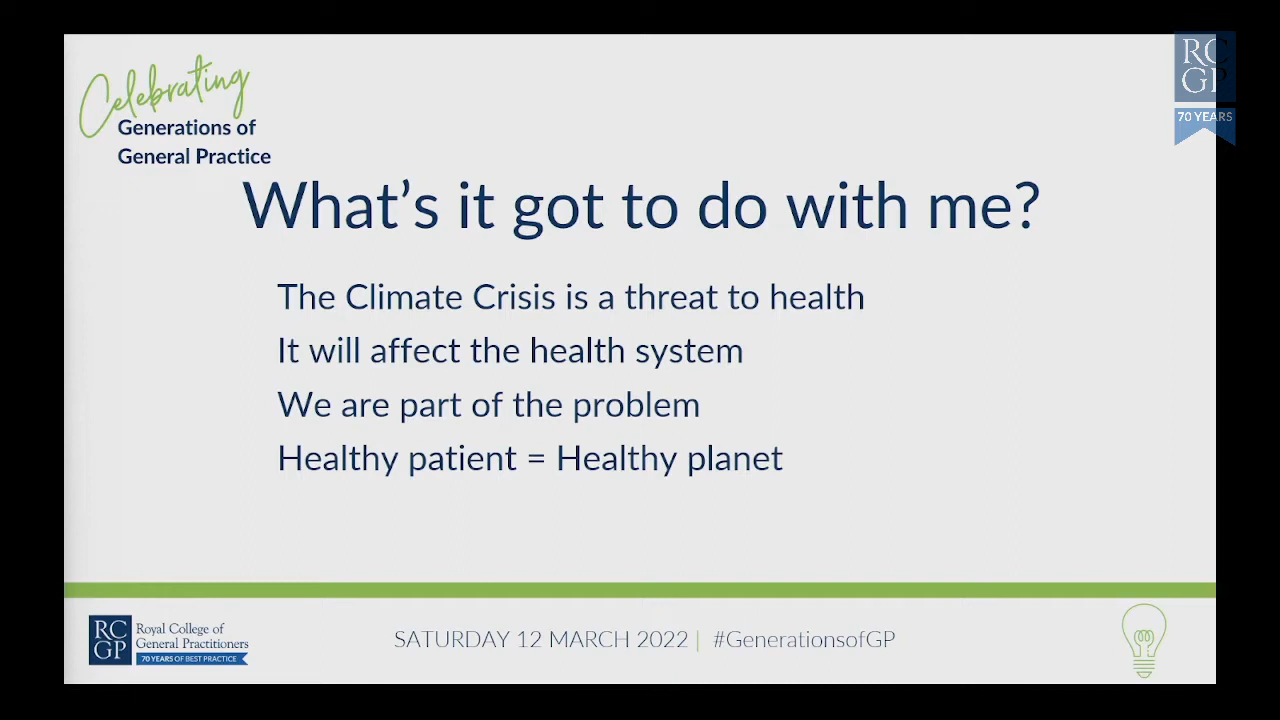 Celebrating
Generations of
General Practice
RC
GP
70 YEARS
What's it got to do with me?
The Climate Crisis is a threat to health
It will affect the health system
We are part of the problem
Healthy patient = Healthy planet
RC
GP
Royal College of
General Practitioners
70 YEARS OF BEST PRACTICE
SATURDAY 12 MARCH 2022 | #GenerationsofGP